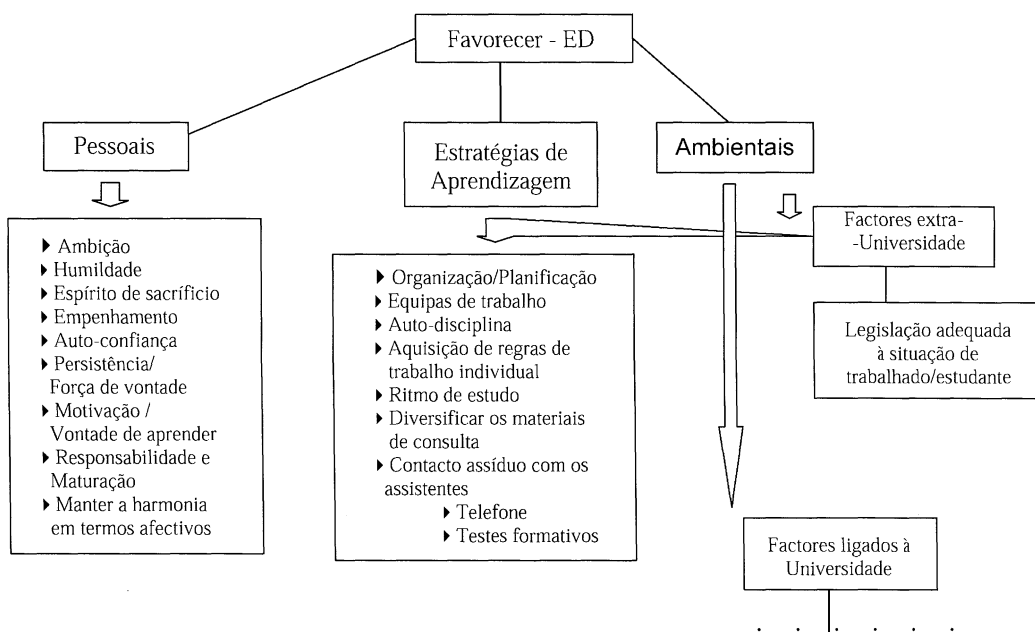 Favorecer - ED
Pessoais
Estratégias de
Aprendizagem
Ambientais
Ambição
Humildade
Espírito de sacríficio
Empenhamento
Auto-confiança
Persistência/
Força de vontade
Motivação /
Vontade de aprender
Responsabilidade e
Maturação
Manter a harmonia
em termos afectivos
Organização/Planificação
Equipas de trabalho
Auto-disciplina
Aquisição de regras de
trabalho individual
Ritmo de estudo
Diversificar os materiais
de consulta
Contacto assíduo com os
assistentes
Telefone
Testes formativos
Factores extra-
-Universidade
Legislação adequada
à situação de
trabalhado/estudante
Factores ligados à
Universidade